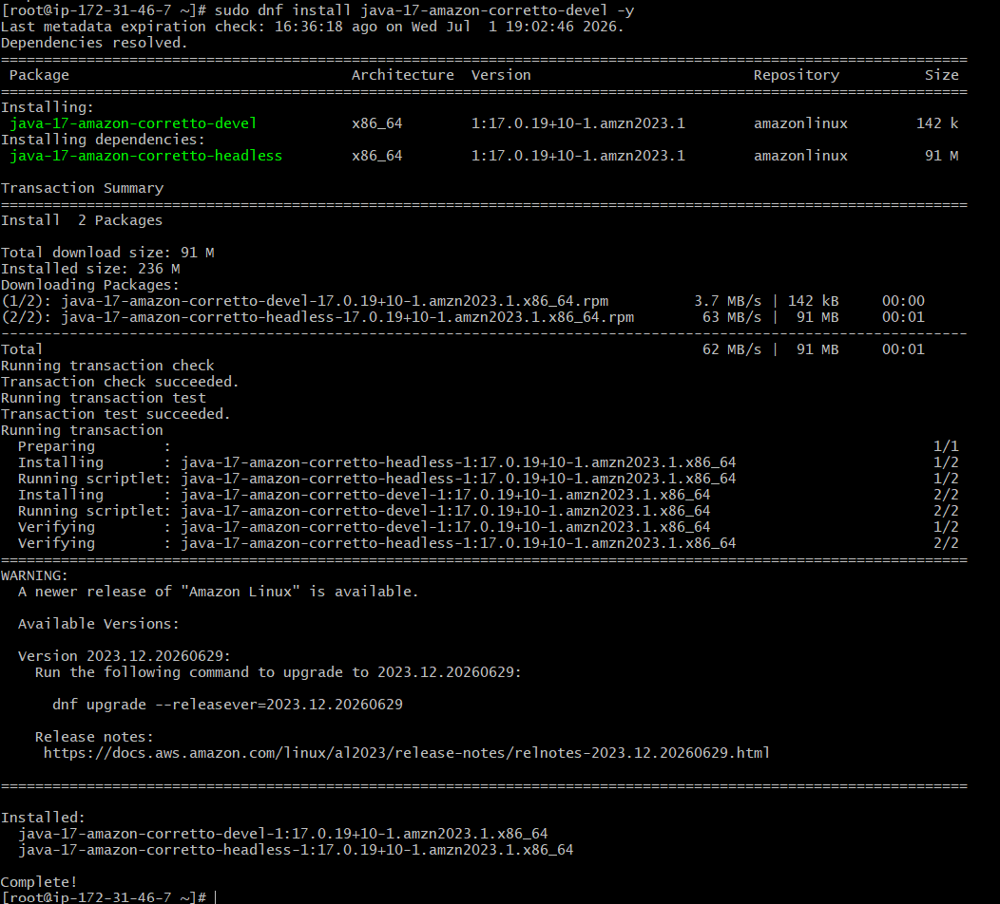 [root@ip-172-31-46-7 ~]# sudo dnf install java-17-amazon-corretto-devel -y
Last metadata expiration check: 16:36:18 ago on Wed Jul  1 19:02:46 2026.
Dependencies resolved.
=================================================================================================================
 Package                                 Architecture  Version                          Repository          Size
=================================================================================================================
Installing:
 java-17-amazon-corretto-devel           x86_64        1:17.0.19+10-1.amzn2023.1        amazonlinux        142 k
Installing dependencies:
 java-17-amazon-corretto-headless        x86_64        1:17.0.19+10-1.amzn2023.1        amazonlinux         91 M

Transaction Summary
=================================================================================================================
Install  2 Packages

Total download size: 91 M
Installed size: 236 M
Downloading Packages:
(1/2): java-17-amazon-corretto-devel-17.0.19+10-1.amzn2023.1.x86_64.rpm          3.7 MB/s | 142 kB     00:00
(2/2): java-17-amazon-corretto-headless-17.0.19+10-1.amzn2023.1.x86_64.rpm        63 MB/s |  91 MB     00:01
-----------------------------------------------------------------------------------------------------------------
Total                                                                             62 MB/s |  91 MB     00:01
Running transaction check
Transaction check succeeded.
Running transaction test
Transaction test succeeded.
Running transaction
  Preparing        :                                                                                         1/1
  Installing       : java-17-amazon-corretto-headless-1:17.0.19+10-1.amzn2023.1.x86_64                       1/2
  Running scriptlet: java-17-amazon-corretto-headless-1:17.0.19+10-1.amzn2023.1.x86_64                       1/2
  Installing       : java-17-amazon-corretto-devel-1:17.0.19+10-1.amzn2023.1.x86_64                          2/2
  Running scriptlet: java-17-amazon-corretto-devel-1:17.0.19+10-1.amzn2023.1.x86_64                          2/2
  Verifying        : java-17-amazon-corretto-devel-1:17.0.19+10-1.amzn2023.1.x86_64                          1/2
  Verifying        : java-17-amazon-corretto-headless-1:17.0.19+10-1.amzn2023.1.x86_64                       2/2
=================================================================================================================
WARNING:
  A newer release of "Amazon Linux" is available.

  Available Versions:

  Version 2023.12.20260629:
    Run the following command to upgrade to 2023.12.20260629:

      dnf upgrade --releasever=2023.12.20260629

    Release notes:
     https://docs.aws.amazon.com/linux/al2023/release-notes/relnotes-2023.12.20260629.html

=================================================================================================================

Installed:
  java-17-amazon-corretto-devel-1:17.0.19+10-1.amzn2023.1.x86_64
  java-17-amazon-corretto-headless-1:17.0.19+10-1.amzn2023.1.x86_64

Complete!
[root@ip-172-31-46-7 ~]#